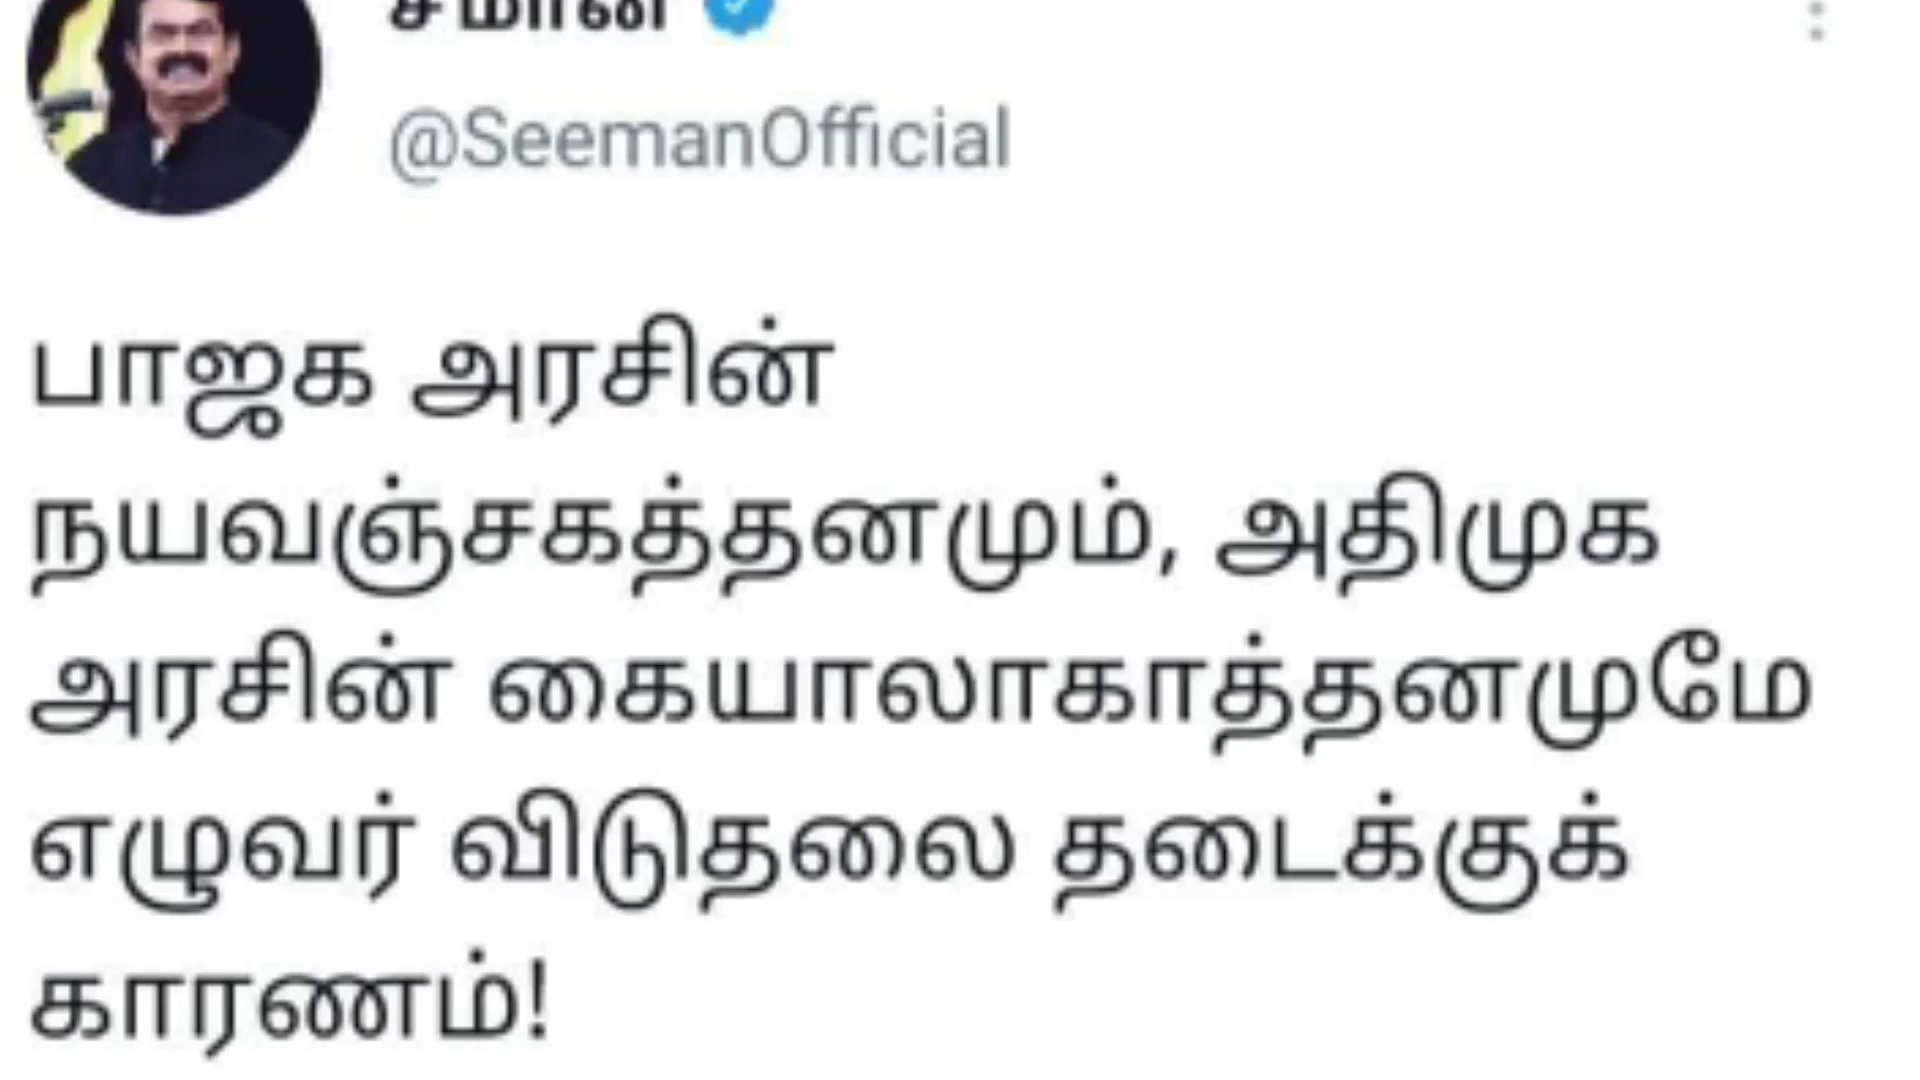 சீமான்
@SeemanOfficial
பாஜக அரசின்
நயவஞ்சகத்தனமும், அதிமுக
அரசின் கையாலாகாத்தனமுமே
எழுவர் விடுதலை தடைக்குக்
காரணம்!